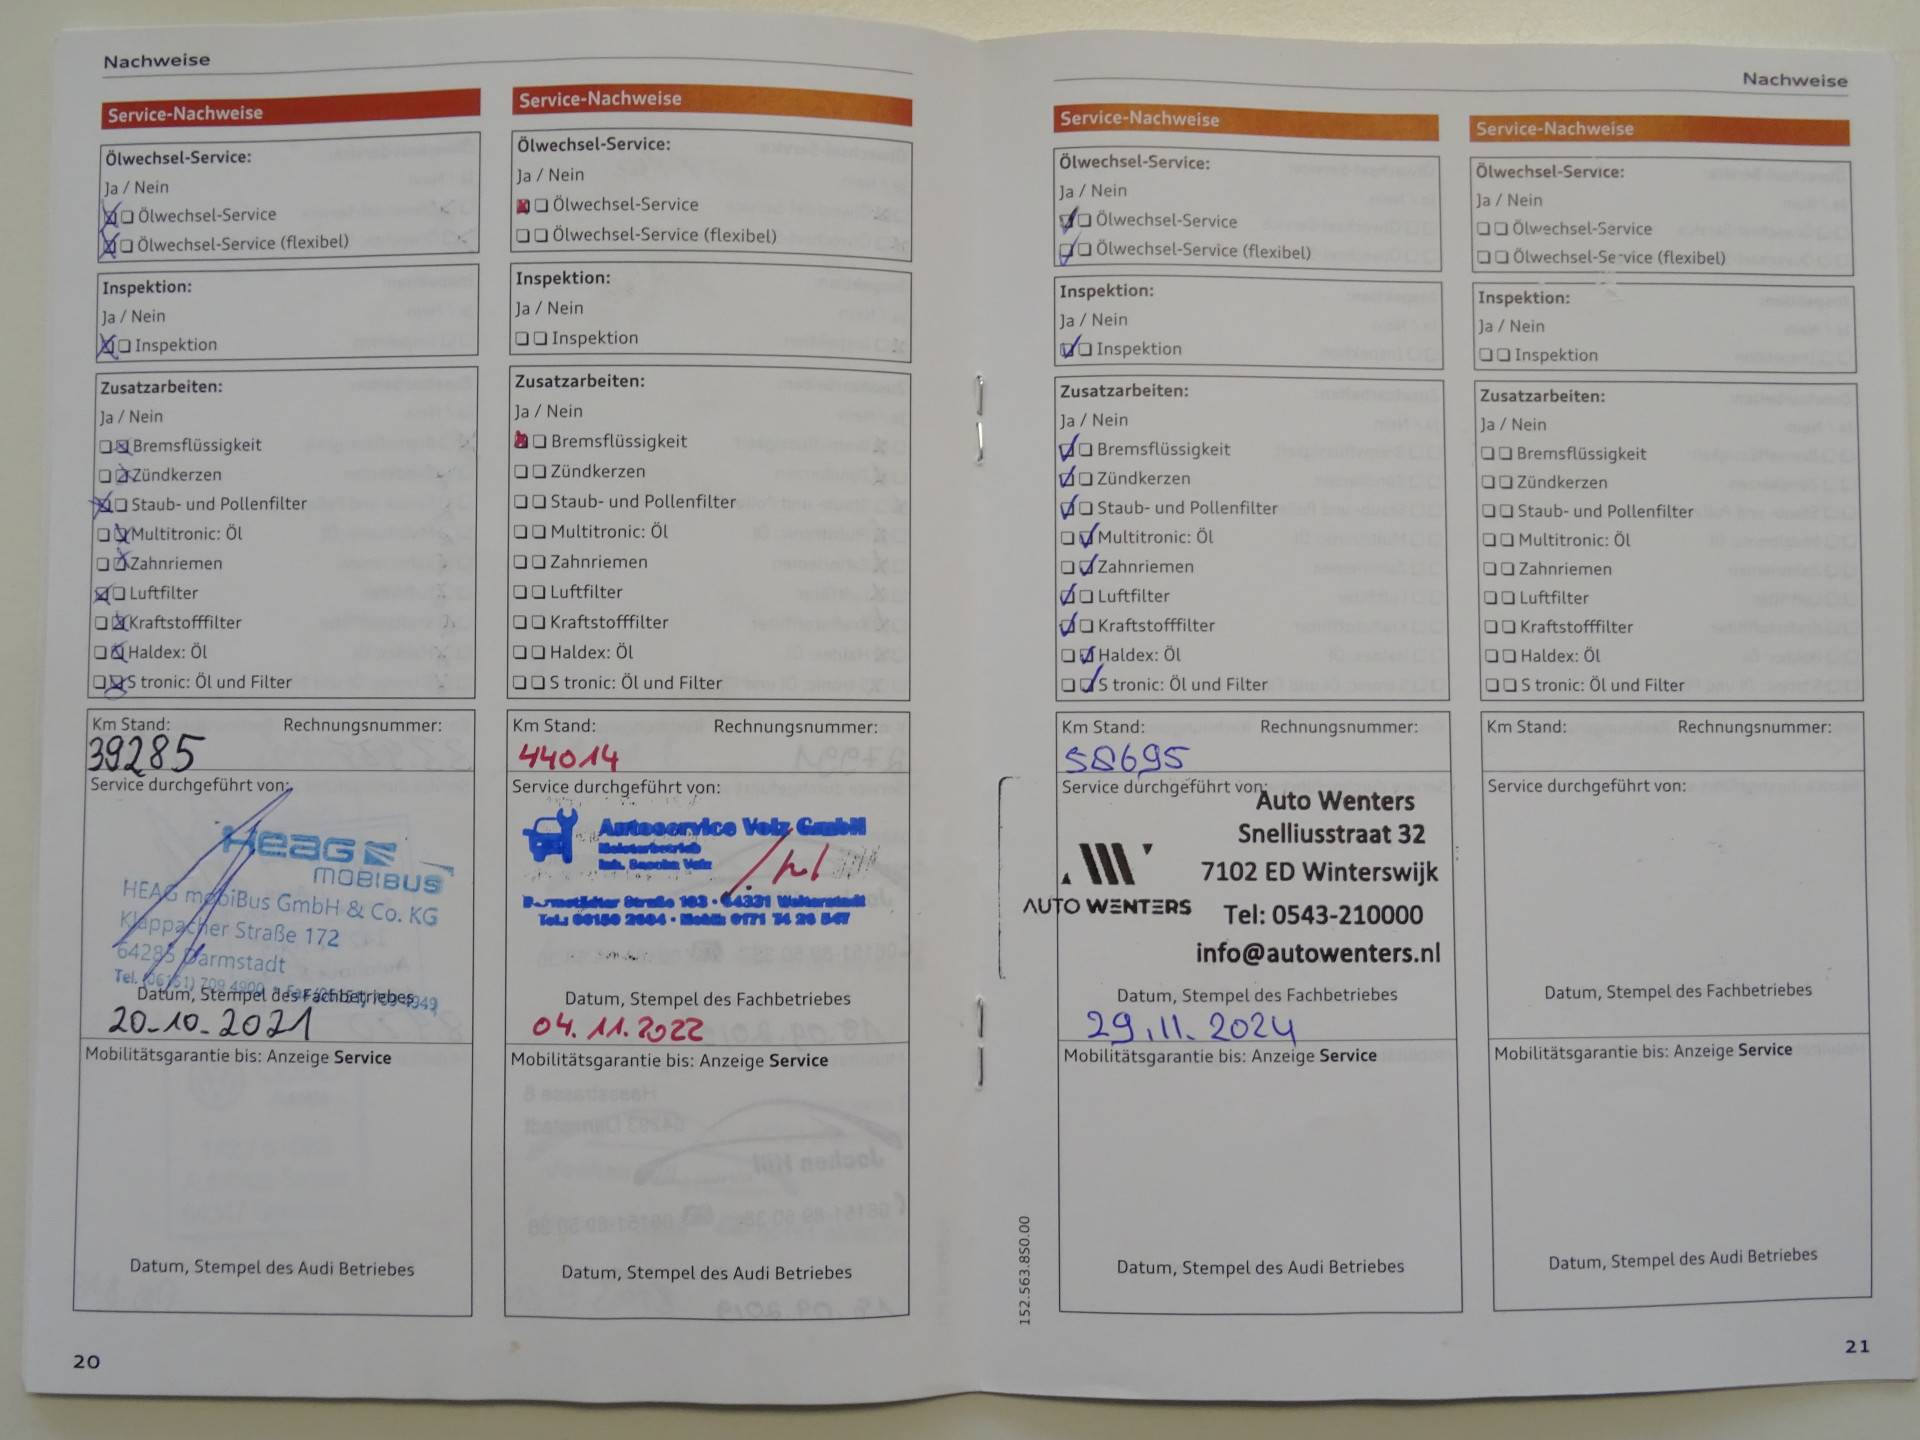 Nachweise
Service-Nachweise
Ölwechsel-Service:
Ja / Nein
Ölwechsel-Service
Ölwechsel-Service (flexibel)
Inspektion:
Ja / Nein
Inspektion
Zusatzarbeiten:
Ja / Nein
Bremsflüssigkeit
Zündkerzen
Staub- und Pollenfilter
Multitronic: Öl
Zahnriemen
Luftfilter
Kraftstofffilter
Haldex: Öl
S tronic: Öl und Filter
Km Stand: Rechnungsnummer:
39285
Service durchgeführt von:
HEAG
MOBIBUS
HEAG mobiBus GmbH & Co. KG
Klappacher Straße 172
64285 Darmstadt
Tel. (06151) 709 4900
Datum, Stempel des Fachbetriebes
20.10.2021
Mobilitätsgarantie bis: Anzeige Service
Datum, Stempel des Audi Betriebes
20
Service-Nachweise
Ölwechsel-Service:
Ja / Nein
Ölwechsel-Service
Ölwechsel-Service (flexibel)
Inspektion:
Ja / Nein
Inspektion
Zusatzarbeiten:
Ja / Nein
Bremsflüssigkeit
Zündkerzen
Staub- und Pollenfilter
Multitronic: Öl
Zahnriemen
Luftfilter
Kraftstofffilter
Haldex: Öl
S tronic: Öl und Filter
Km Stand: Rechnungsnummer:
44014
Service durchgeführt von:
Autoservice Volz GmbH
Meisterbetrieb
Inh. Volz
Darmstädter Straße 103 • 64331 Weiterstadt
Datum, Stempel des Fachbetriebes
04.11.2022
Mobilitätsgarantie bis: Anzeige Service
Datum, Stempel des Audi Betriebes
Nachweise
Service-Nachweise
Ölwechsel-Service:
Ja / Nein
Ölwechsel-Service
Ölwechsel-Service (flexibel)
Inspektion:
Ja / Nein
Inspektion
Zusatzarbeiten:
Ja / Nein
Bremsflüssigkeit
Zündkerzen
Staub- und Pollenfilter
Multitronic: Öl
Zahnriemen
Luftfilter
Kraftstofffilter
Haldex: Öl
S tronic: Öl und Filter
Km Stand: Rechnungsnummer:
58695
Service durchgeführt von:
Auto Wenters
Snelliusstraat 32
7102 ED Winterswijk
AUTO WENTERS
Tel: 0543-210000
info@autowenters.nl
Datum, Stempel des Fachbetriebes
29.11.2024
Mobilitätsgarantie bis: Anzeige Service
Datum, Stempel des Audi Betriebes
152.563.8S0.00
Service-Nachweise
Ölwechsel-Service:
Ja / Nein
Ölwechsel-Service
Ölwechsel-Service (flexibel)
Inspektion:
Ja / Nein
Inspektion
Zusatzarbeiten:
Ja / Nein
Bremsflüssigkeit
Zündkerzen
Staub- und Pollenfilter
Multitronic: Öl
Zahnriemen
Luftfilter
Kraftstofffilter
Haldex: Öl
S tronic: Öl und Filter
Km Stand: Rechnungsnummer:
Service durchgeführt von:
Datum, Stempel des Fachbetriebes
Mobilitätsgarantie bis: Anzeige Service
Datum, Stempel des Audi Betriebes
21